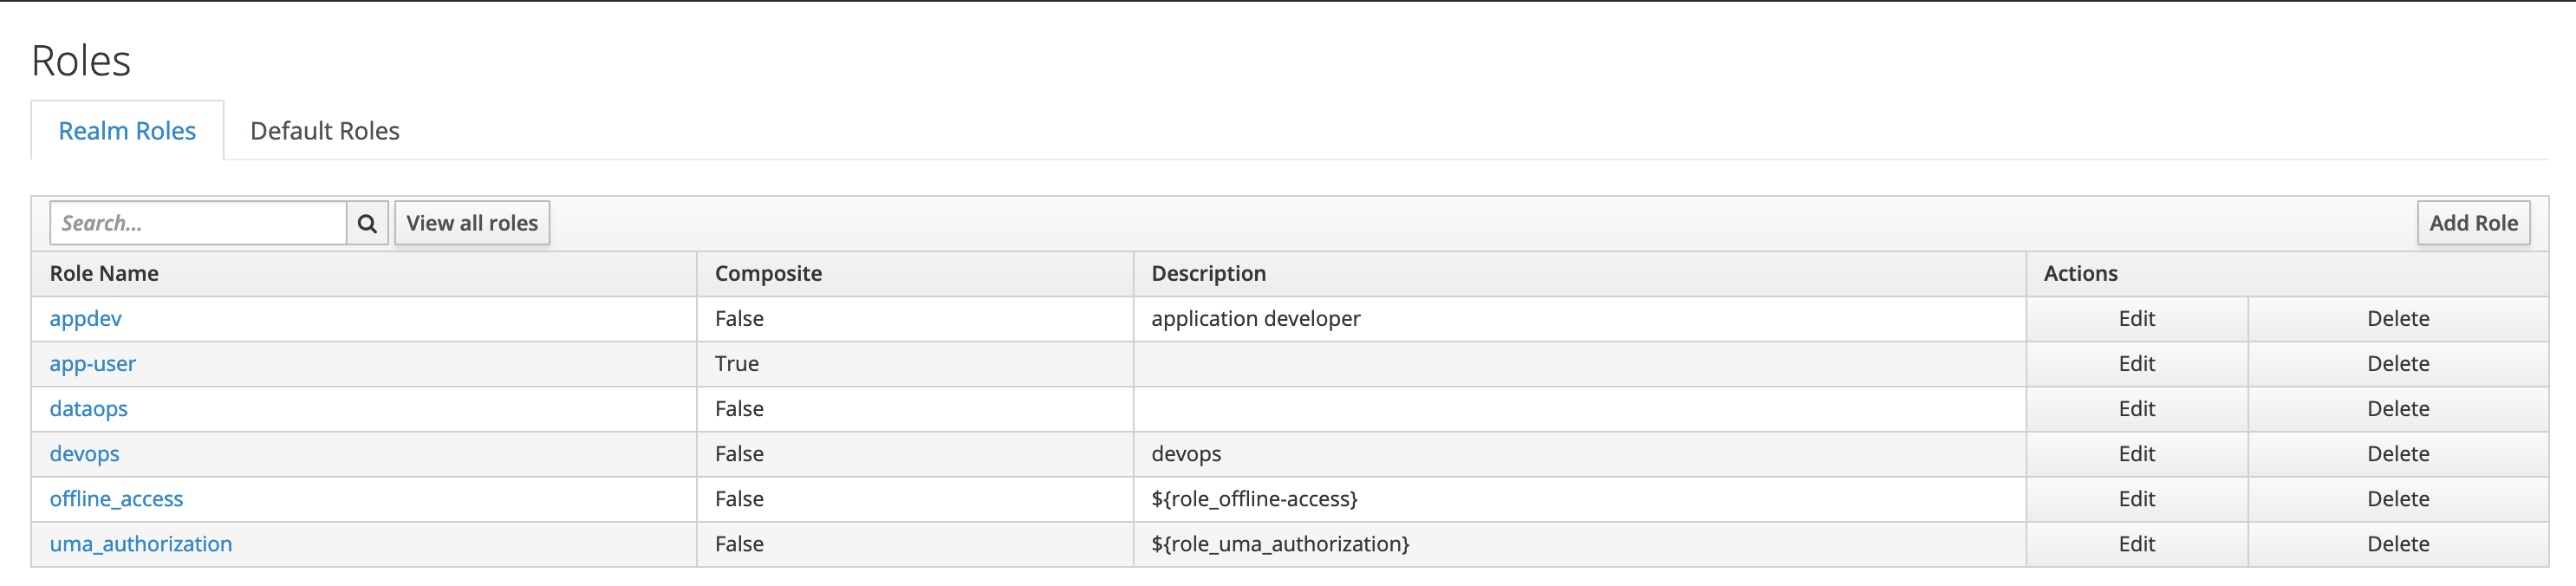 Roles
Realm Roles Default Roles
Search... View all roles Add Role
Role Name Composite Description Actions
appdev False application developer Edit Delete
app-user True Edit Delete
dataops False Edit Delete
devops False devops Edit Delete
offline_access False ${role_offline-access} Edit Delete
uma_authorization False ${role_uma_authorization} Edit Delete